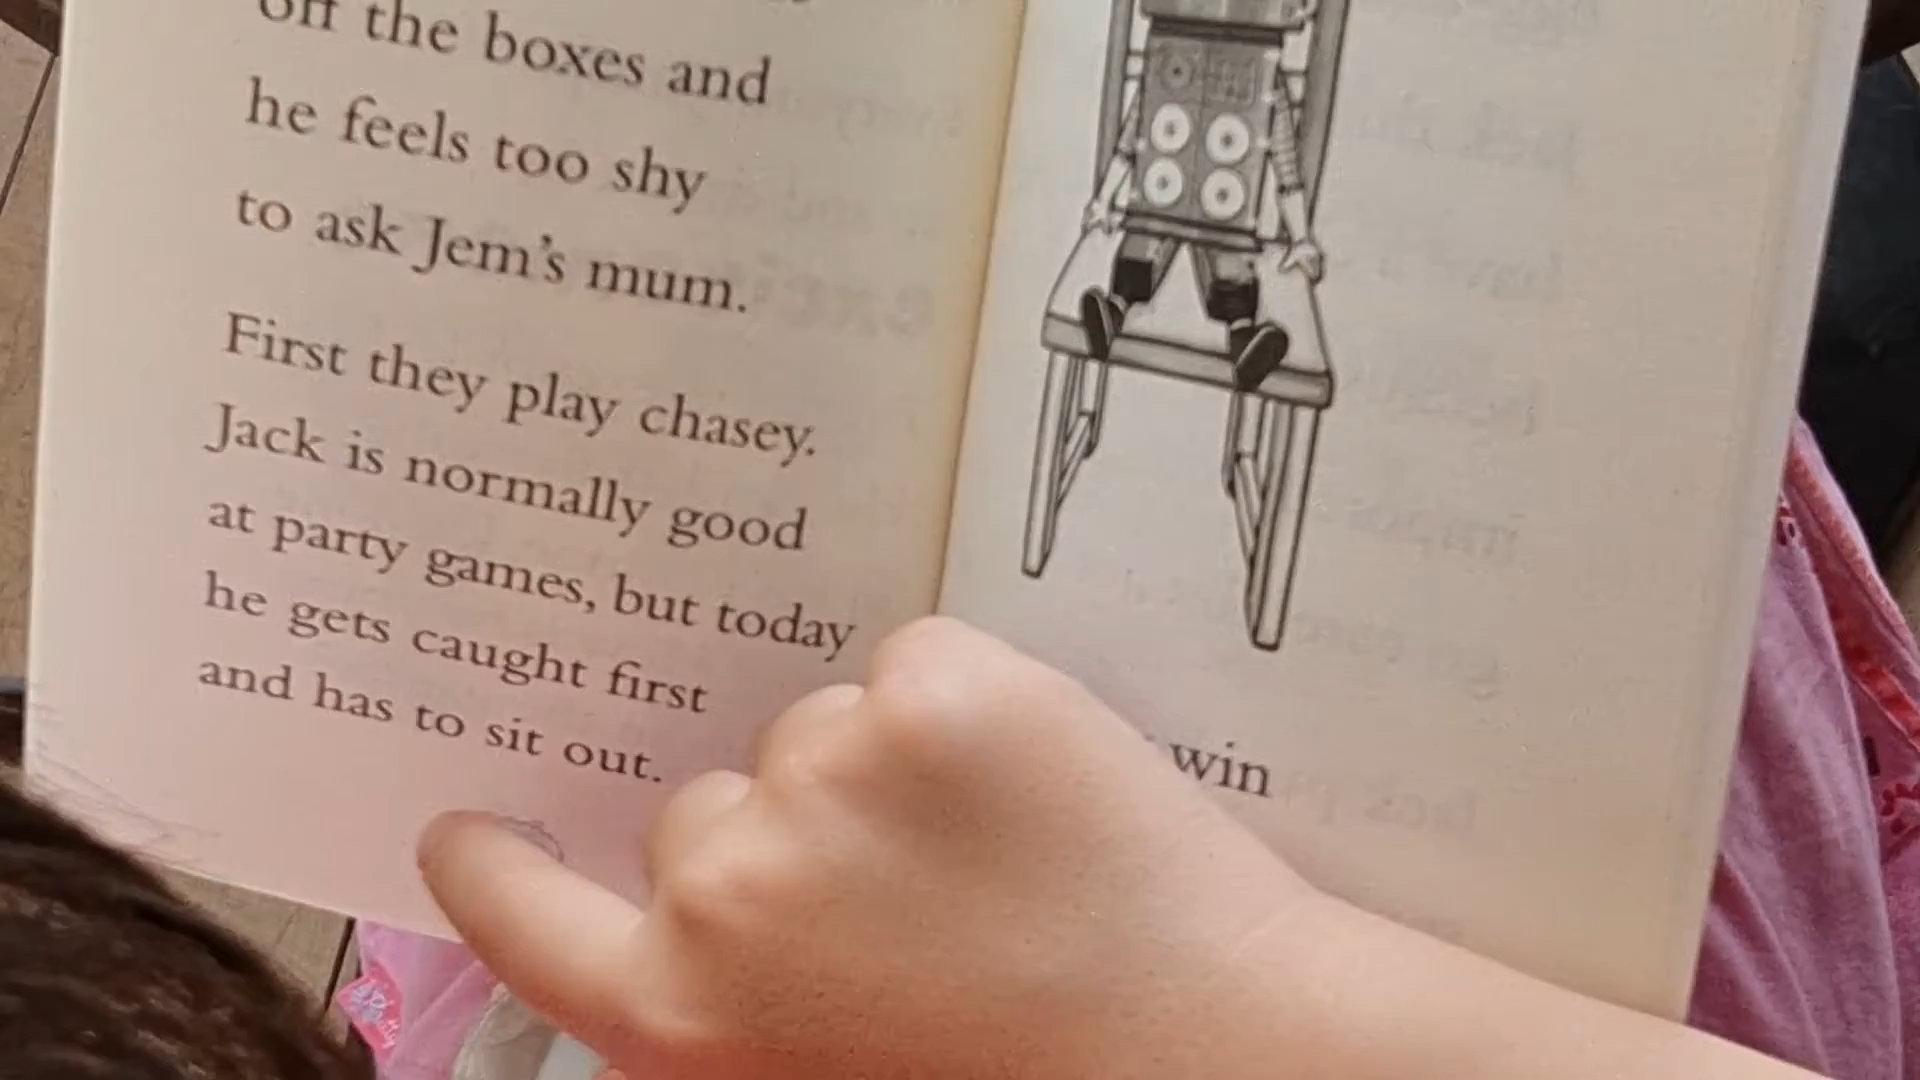 off the boxes and
he feels too shy
to ask Jem's mum.
First they play chasey.
Jack is normally good
at party games, but today
he gets caught first
and has to sit out.
win